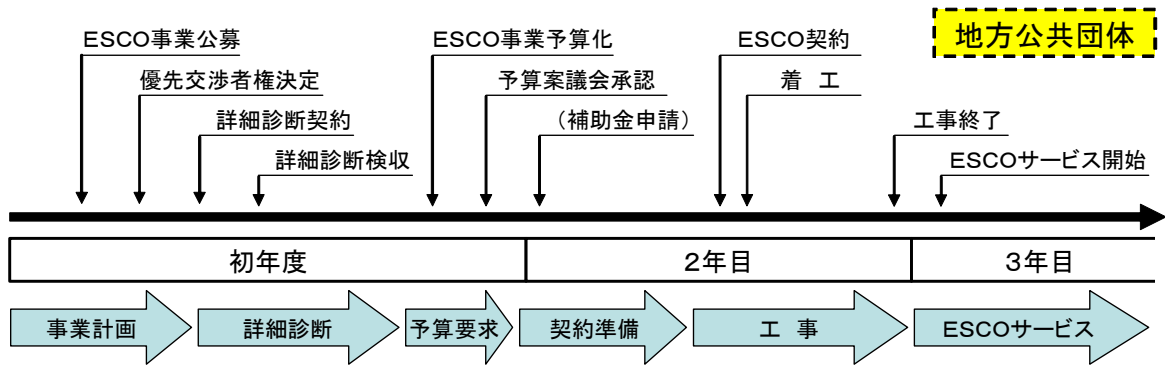 地方公共団体
ESCO事業公募
ESCO事業予算化
ESCO契約
優先交渉者権決定
予算案議会承認
着 工
詳細診断契約
(補助金申請)
工事終了
詳細診断検収
ESCOサービス開始
初年度
2年目
3年目
事業計画
詳細診断
予算要求
契約準備
工 事
ESCOサービス